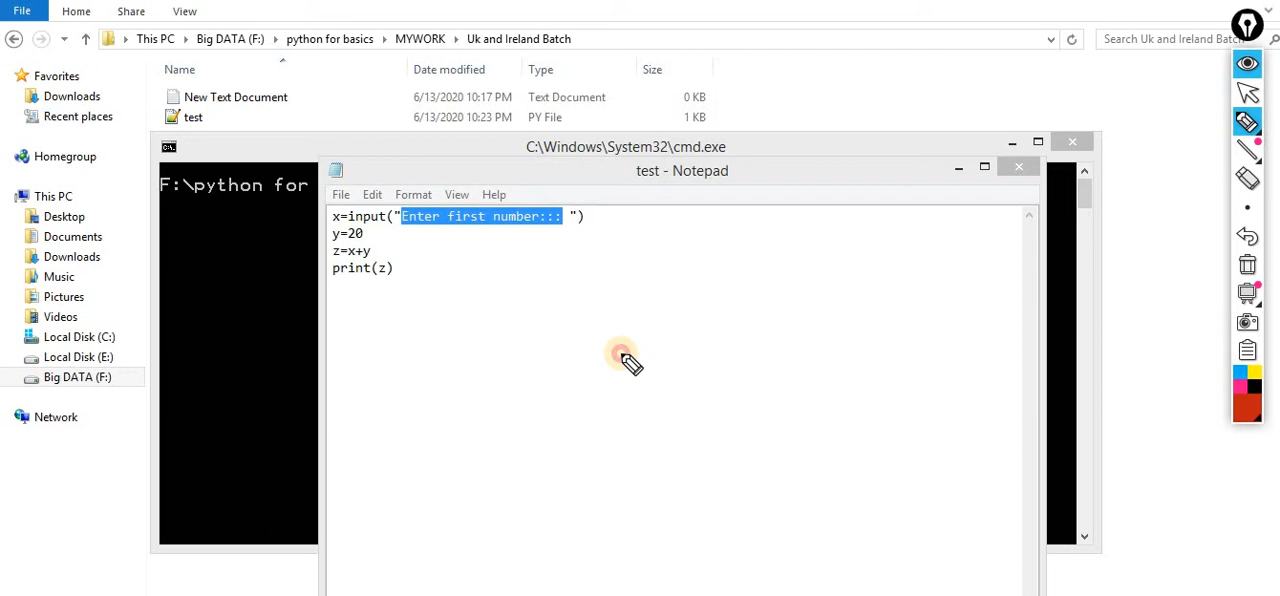 File Home Share View
This PC Big DATA (F:) python for basics MYWORK Uk and Ireland Batch Search Uk and Ireland Batch
Favorites
Downloads
Recent places
Homegroup
This PC
Desktop
Documents
Downloads
Music
Pictures
Videos
Local Disk (C:)
Local Disk (E:)
Big DATA (F:)
Network
Name Date modified Type Size
New Text Document 6/13/2020 10:17 PM Text Document 0 KB
test 6/13/2020 10:23 PM PY File 1 KB
C:\Windows\System32\cmd.exe
F:\python for
test - Notepad
File Edit Format View Help
x=input("Enter first number::: ")
y=20
z=x+y
print(z)